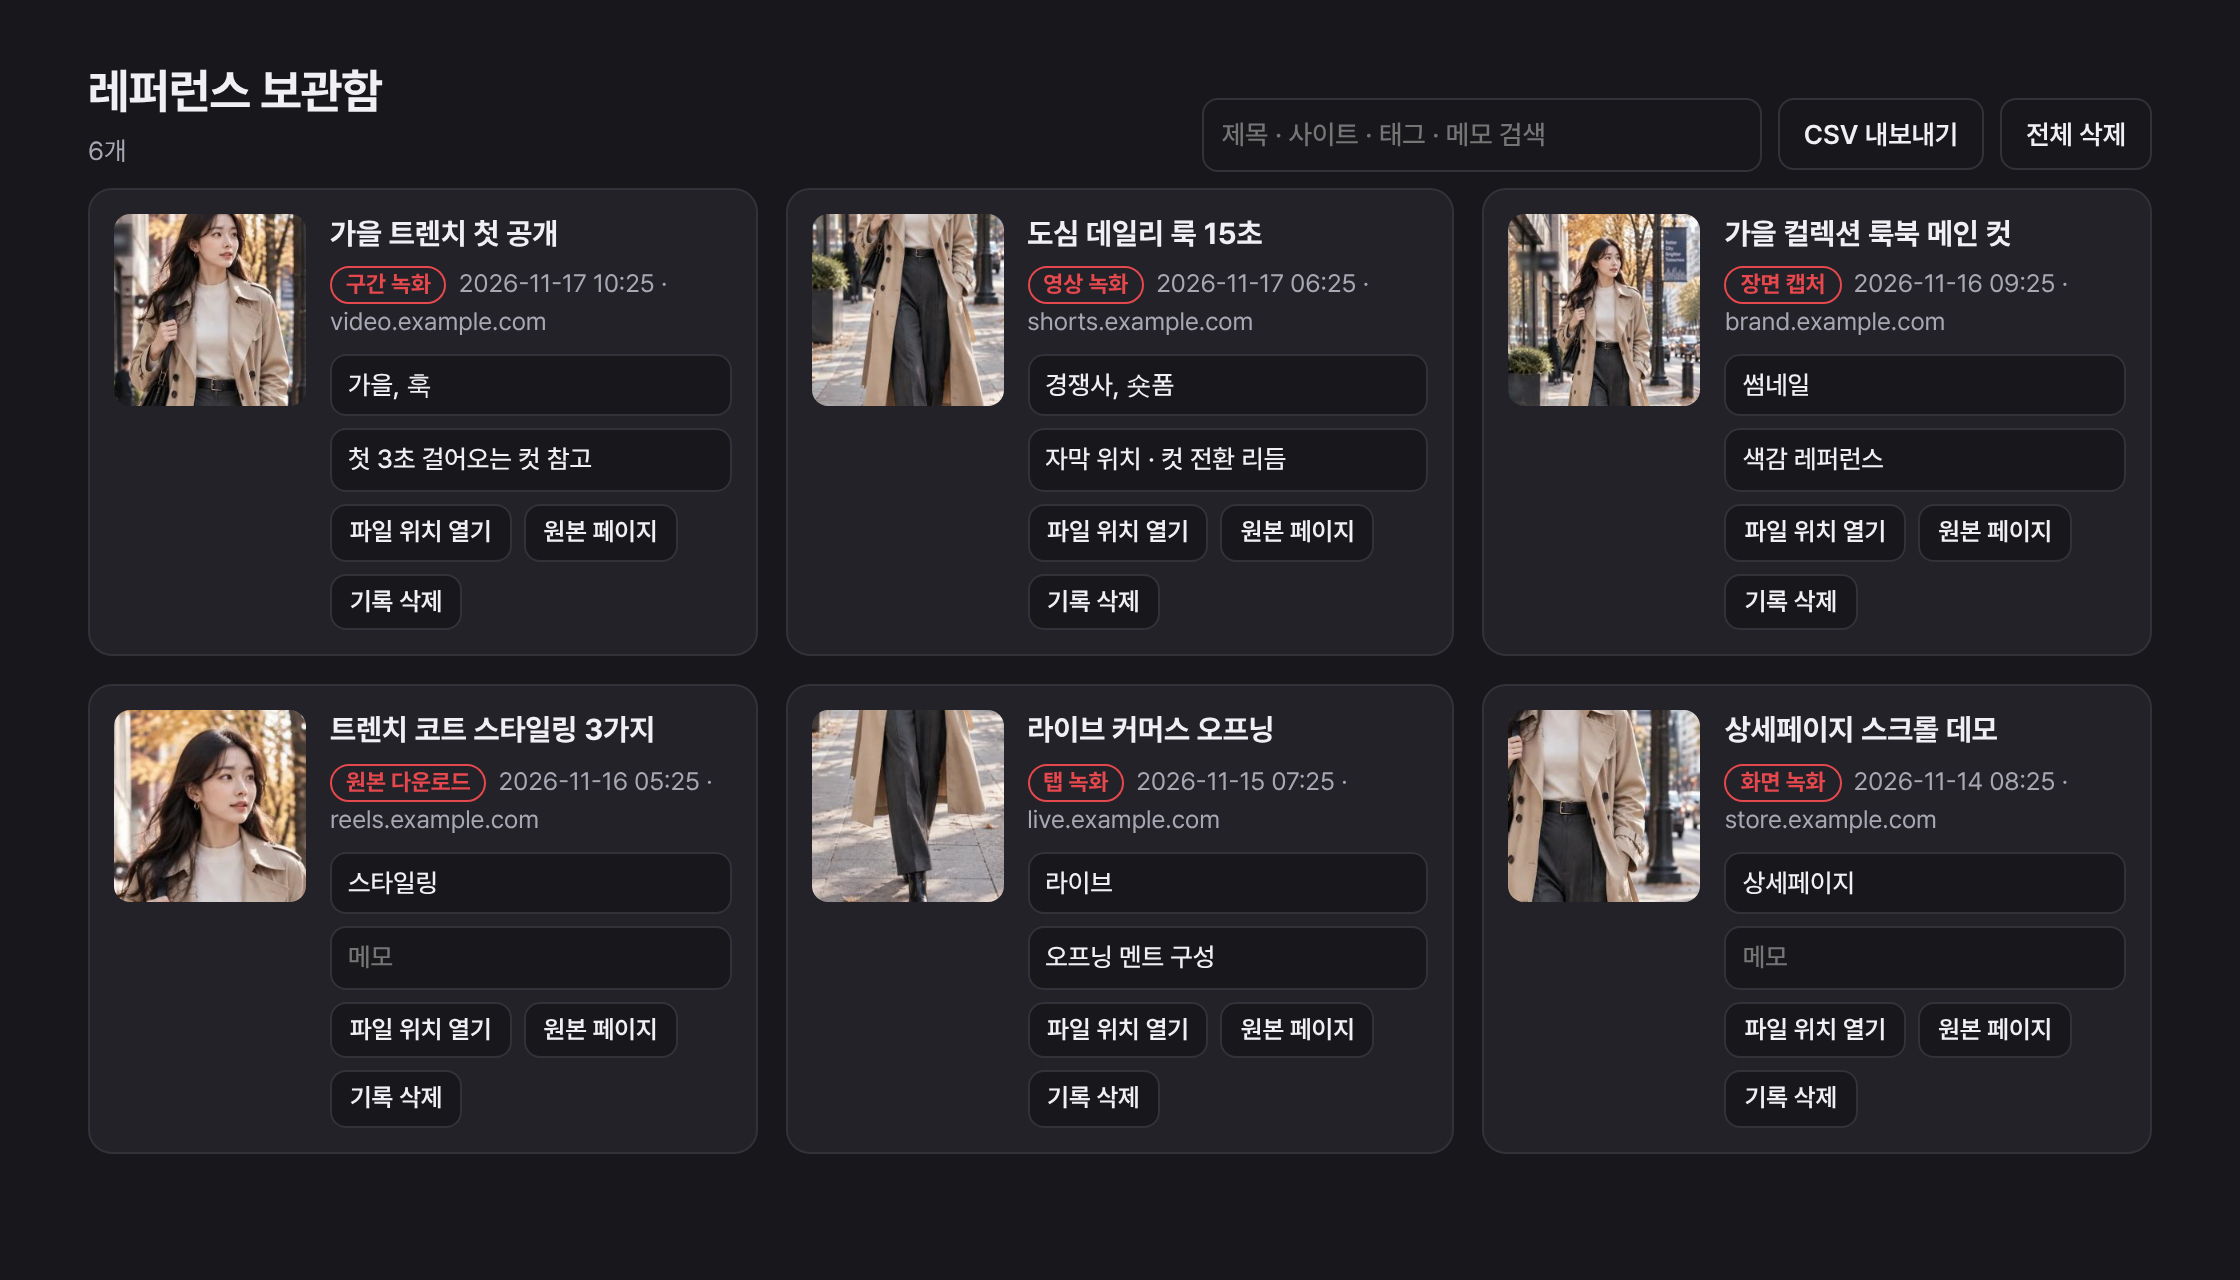 레퍼런스 보관함
6개
제목 · 사이트 · 태그 · 메모 검색
CSV 내보내기
전체 삭제
가을 트렌치 첫 공개
구간 녹화 2026-11-17 10:25 ·
video.example.com
가을, 훅
첫 3초 걸어오는 컷 참고
파일 위치 열기
원본 페이지
기록 삭제
도심 데일리 룩 15초
영상 녹화 2026-11-17 06:25 ·
shorts.example.com
경쟁사, 숏폼
자막 위치 · 컷 전환 리듬
파일 위치 열기
원본 페이지
기록 삭제
가을 컬렉션 룩북 메인 컷
장면 캡처 2026-11-16 09:25 ·
brand.example.com
썸네일
색감 레퍼런스
파일 위치 열기
원본 페이지
기록 삭제
트렌치 코트 스타일링 3가지
원본 다운로드 2026-11-16 05:25 ·
reels.example.com
스타일링
메모
파일 위치 열기
원본 페이지
기록 삭제
라이브 커머스 오프닝
탭 녹화 2026-11-15 07:25 ·
live.example.com
라이브
오프닝 멘트 구성
파일 위치 열기
원본 페이지
기록 삭제
상세페이지 스크롤 데모
화면 녹화 2026-11-14 08:25 ·
store.example.com
상세페이지
메모
파일 위치 열기
원본 페이지
기록 삭제